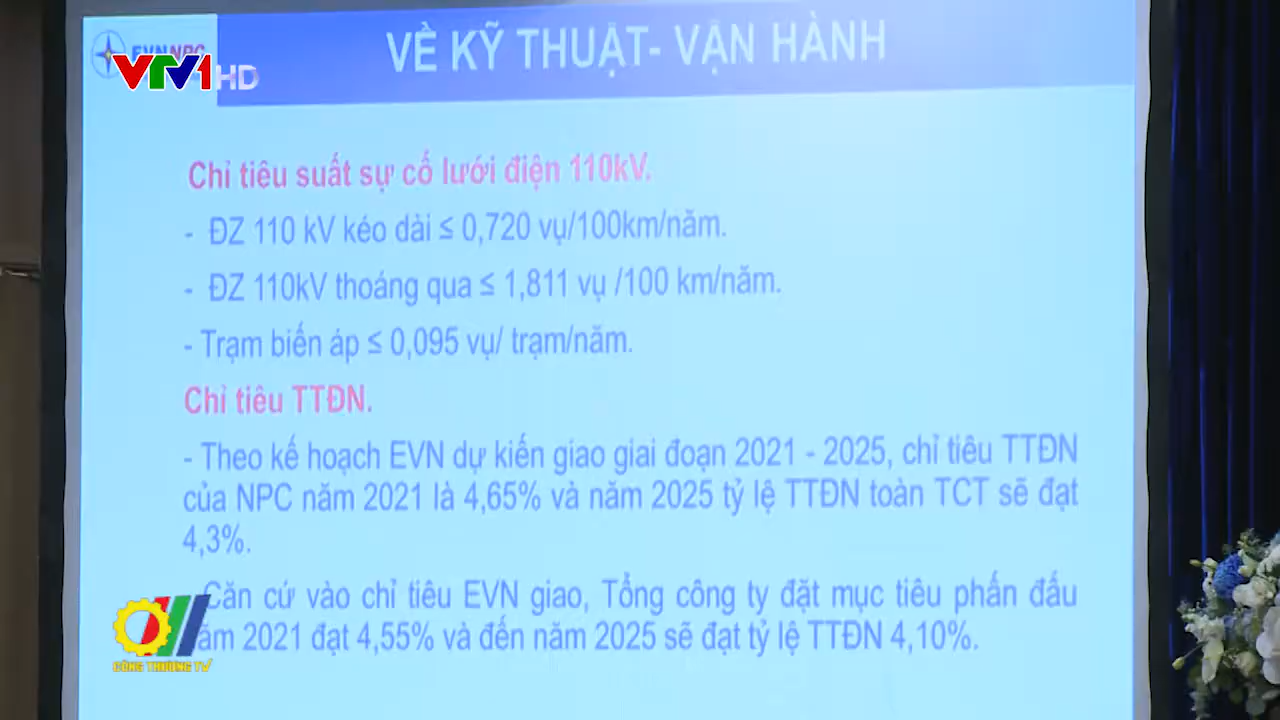 EVNNPC
VTV1 HD
VỀ KỸ THUẬT- VẬN HÀNH
Chỉ tiêu suất sự cố lưới điện 110kV.
- ĐZ 110 kV kéo dài ≤ 0,720 vụ/100km/năm.
- ĐZ 110kV thoáng qua ≤ 1,811 vụ /100 km/năm.
- Trạm biến áp ≤ 0,095 vụ/ trạm/năm.
Chỉ tiêu TTĐN.
- Theo kế hoạch EVN dự kiến giao giai đoạn 2021 - 2025, chỉ tiêu TTĐN
của NPC năm 2021 là 4,65% và năm 2025 tỷ lệ TTĐN toàn TCT sẽ đạt
4,3%.
Căn cứ vào chỉ tiêu EVN giao, Tổng công ty đặt mục tiêu phấn đấu
năm 2021 đạt 4,55% và đến năm 2025 sẽ đạt tỷ lệ TTĐN 4,10%.
CÔNG THƯƠNG TV